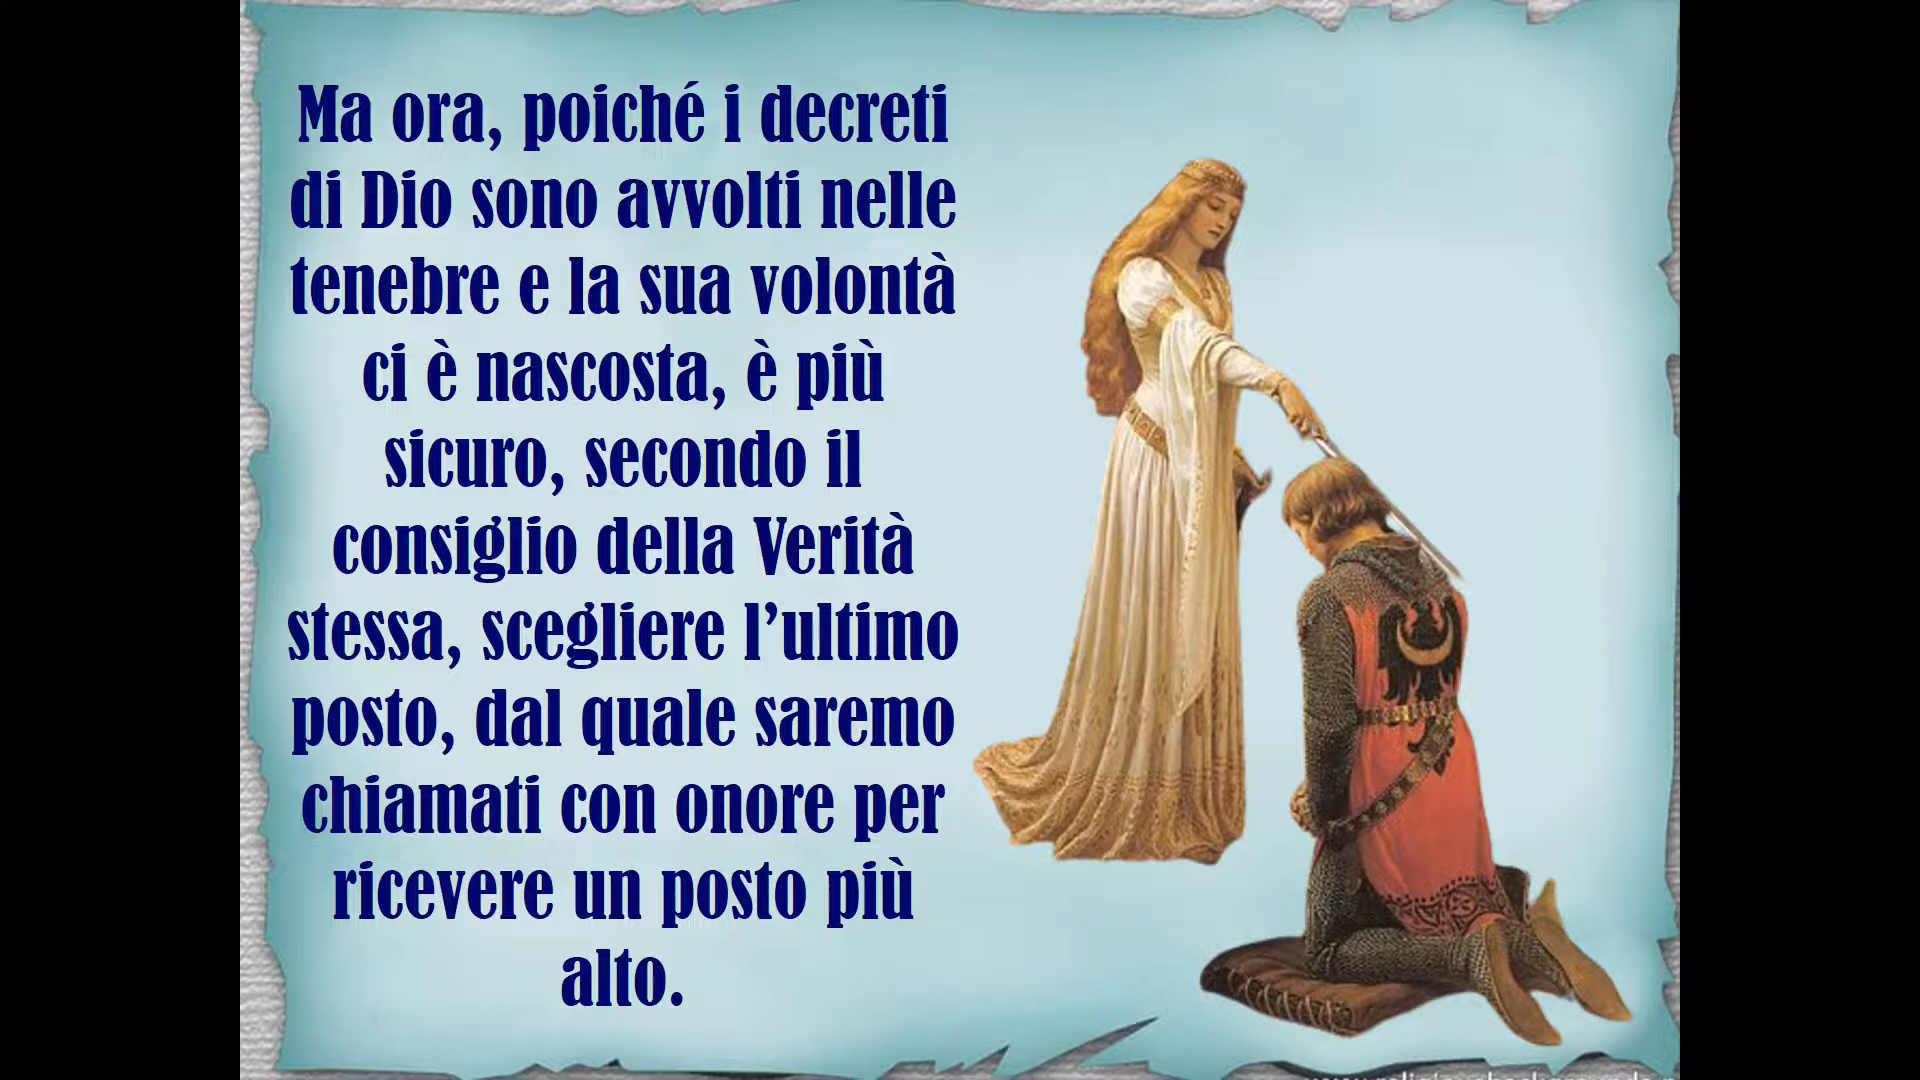 Ma ora, poiché i decreti
di Dio sono avvolti nelle
tenebre e la sua volontà
ci è nascosta, è più
sicuro, secondo il
consiglio della Verità
stessa, scegliere l’ultimo
posto, dal quale saremo
chiamati con onore per
ricevere un posto più
alto.